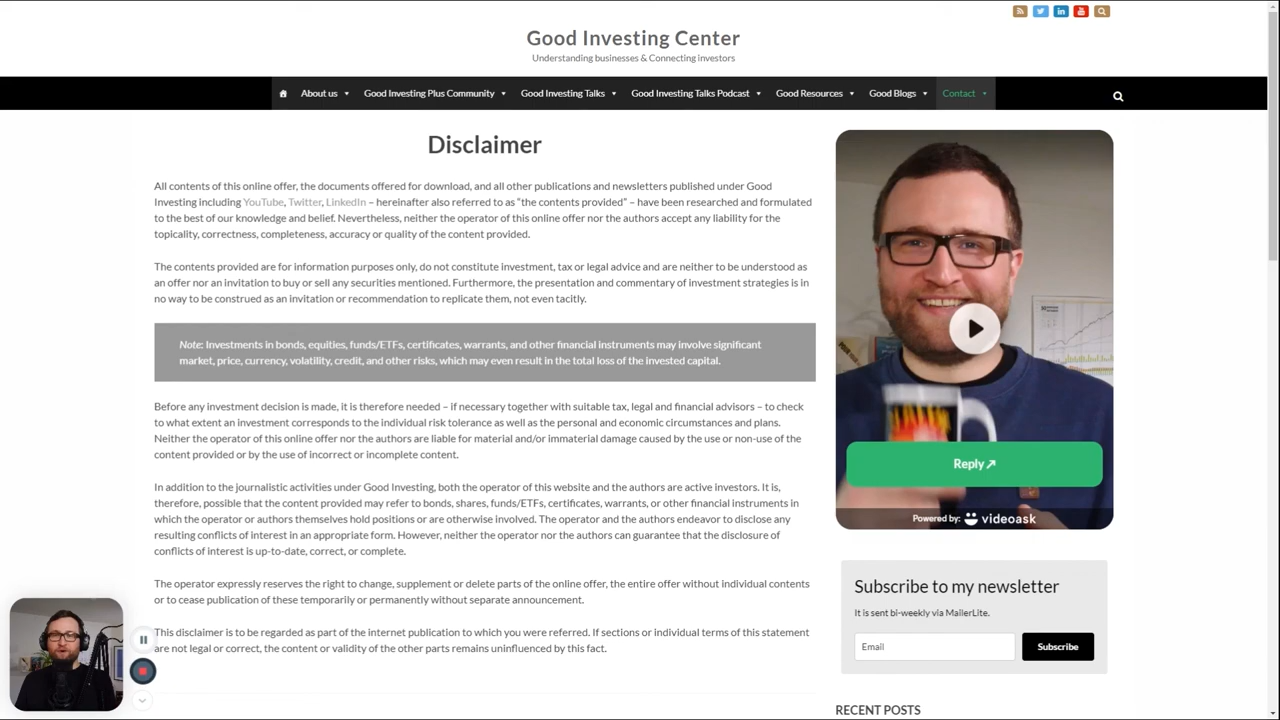 Good Investing Center
Understanding businesses & Connecting investors
About us
Good Investing Plus Community
Good Investing Talks
Good Investing Talks Podcast
Good Resources
Good Blogs
Contact
Disclaimer
All contents of this online offer, the documents offered for download, and all other publications and newsletters published under Good
Investing including YouTube, Twitter, LinkedIn – hereinafter also referred to as “the contents provided” – have been researched and formulated
to the best of our knowledge and belief. Nevertheless, neither the operator of this online offer nor the authors accept any liability for the
topicality, correctness, completeness, accuracy or quality of the content provided.
The contents provided are for information purposes only, do not constitute investment, tax or legal advice and are neither to be understood as
an offer nor an invitation to buy or sell any securities mentioned. Furthermore, the presentation and commentary of investment strategies is in
no way to be construed as an invitation or recommendation to replicate them, not even tacitly.
Note: Investments in bonds, equities, funds/ETFs, certificates, warrants, and other financial instruments may involve significant
market, price, currency, volatility, credit, and other risks, which may even result in the total loss of the invested capital.
Before any investment decision is made, it is therefore needed – if necessary together with suitable tax, legal and financial advisors – to check
to what extent an investment corresponds to the individual risk tolerance as well as the personal and economic circumstances and plans.
Neither the operator of this online offer nor the authors are liable for material and/or immaterial damage caused by the use or non-use of the
content provided or by the use of incorrect or incomplete content.
In addition to the journalistic activities under Good Investing, both the operator of this website and the authors are active investors. It is,
therefore, possible that the content provided may refer to bonds, shares, funds/ETFs, certificates, warrants, or other financial instruments in
which the operator or authors themselves hold positions or are otherwise involved. The operator and the authors endeavor to disclose any
resulting conflicts of interest in an appropriate form. However, neither the operator nor the authors can guarantee that the disclosure of
conflicts of interest is up-to-date, correct, or complete.
The operator expressly reserves the right to change, supplement or delete parts of the online offer, the entire offer without individual contents
or to cease publication of these temporarily or permanently without separate announcement.
This disclaimer is to be regarded as part of the internet publication to which you were referred. If sections or individual terms of this statement
are not legal or correct, the content or validity of the other parts remains uninfluenced by this fact.
Reply↗
Powered by: videoask
Subscribe to my newsletter
It is sent bi-weekly via MailerLite.
Email
Subscribe
RECENT POSTS